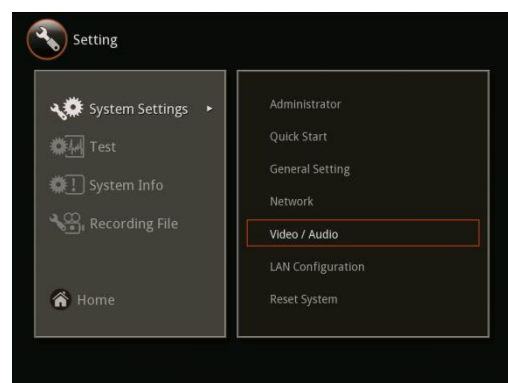 Setting
System Settings
Test
System Info
Recording File
Home
Administrator
Quick Start
General Setting
Network
Video / Audio
LAN Configuration
Reset System